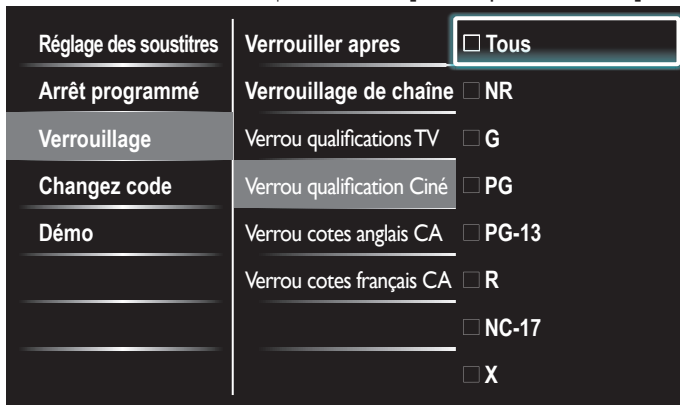 Réglage des soustitres
Arrêt programmé
Verrouillage
Changez code
Démo
Verrouiller apres
Verrouillage de chaîne
Verrou qualifications TV
Verrou qualification Ciné
Verrou cotes anglais CA
Verrou cotes français CA
Tous
NR
G
PG
PG-13
R
NC-17
X